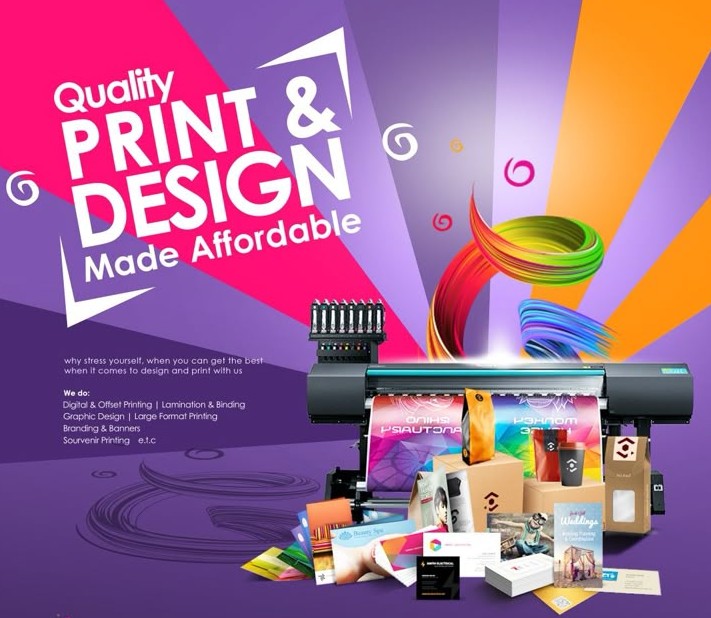 Quality
PRINT &
DESIGN
Made Affordable
why stress yourself, when you can get the best
when it comes to design and print with us
We do:
Digital & Offset Printing | Lamination & Binding
Graphic Design | Large Format Printing
Branding & Banners
Sourvenir Printing e.t.c
Weddings